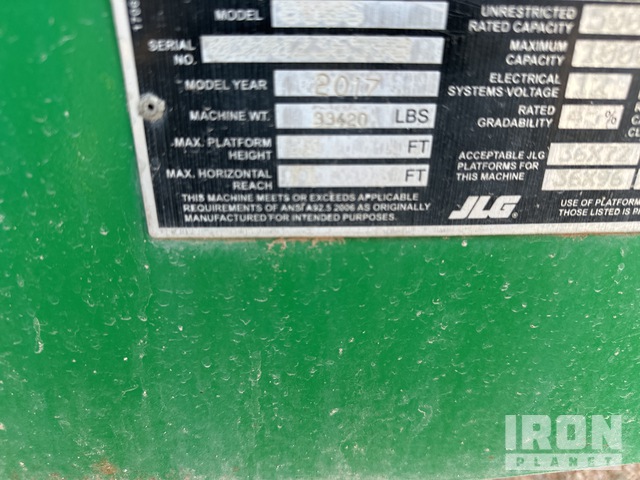 MODEL
SERIAL NO.
MODEL YEAR 2017
MACHINE WT. 33420 LBS
MAX. PLATFORM HEIGHT FT
MAX. HORIZONTAL REACH FT
THIS MACHINE MEETS OR EXCEEDS APPLICABLE
REQUIREMENTS OF ANSI A92.5 2006 AS ORIGINALLY
MANUFACTURED FOR INTENDED PURPOSES.
UNRESTRICTED
RATED CAPACITY
MAXIMUM
CAPACITY
ELECTRICAL
SYSTEMS VOLTAGE
RATED
GRADABILITY %
ACCEPTABLE JLG
PLATFORMS FOR
THIS MACHINE
36X72
36X96
JLG
USE OF PLATFORM
THOSE LISTED IS
IRON
PLANET